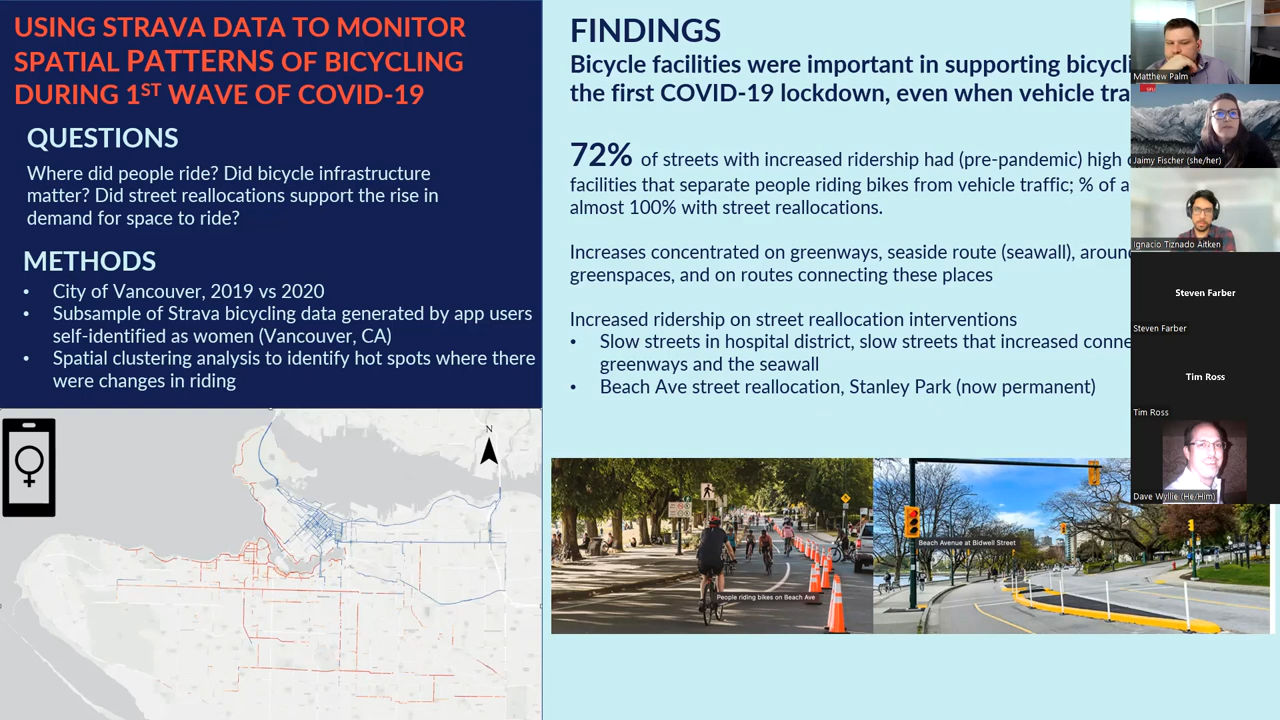 USING STRAVA DATA TO MONITOR
SPATIAL PATTERNS OF BICYCLING
DURING 1ST WAVE OF COVID-19
QUESTIONS
Where did people ride? Did bicycle infrastructure
matter? Did street reallocations support the rise in
demand for space to ride?
METHODS
• City of Vancouver, 2019 vs 2020
• Subsample of Strava bicycling data generated by app users
self-identified as women (Vancouver, CA)
• Spatial clustering analysis to identify hot spots where there
were changes in riding
N
FINDINGS
Bicycle facilities were important in supporting bicycli
the first COVID-19 lockdown, even when vehicle tra
72% of streets with increased ridership had (pre-pandemic) high
facilities that separate people riding bikes from vehicle traffic; % of a
almost 100% with street reallocations.
Increases concentrated on greenways, seaside route (seawall), aroun
greenspaces, and on routes connecting these places
Increased ridership on street reallocation interventions
• Slow streets in hospital district, slow streets that increased conne
greenways and the seawall
• Beach Ave street reallocation, Stanley Park (now permanent)
People riding bikes on Beach Ave
Beach Avenue at Bidwell Street
Matthew Palm
Jaimy Fischer (she/her)
Ignacio Tiznado Aitken
Steven Farber
Steven Farber
Tim Ross
Tim Ross
Dave Wyllie (He/Him)